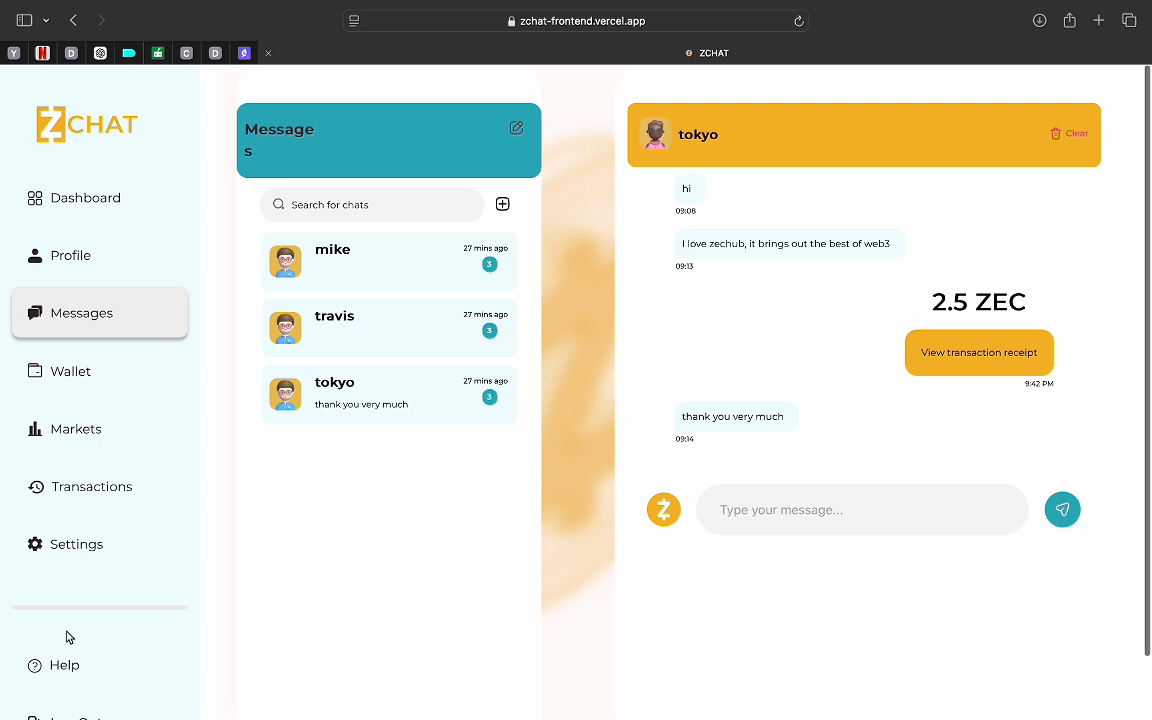 zchat-frontend.vercel.app
Y N D C D
ZCHAT
ZCHAT
Dashboard
Profile
Messages
Wallet
Markets
Transactions
Settings
Help
Message
s
Search for chats
mike
27 mins ago
3
travis
27 mins ago
3
tokyo
27 mins ago
thank you very much
3
tokyo
Clear
hi
09:08
I love zechub, it brings out the best of web3
09:13
2.5 ZEC
View transaction receipt
9:42 PM
thank you very much
09:14
Type your message...